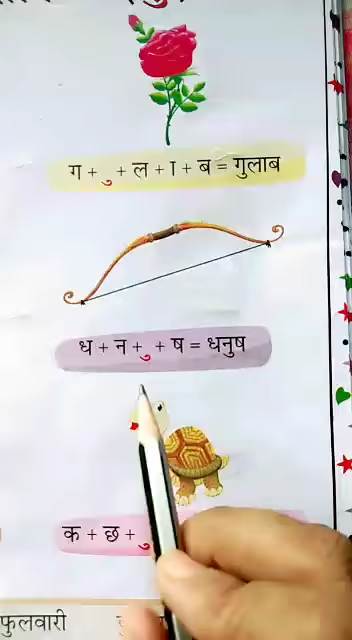 ग + ु + ल + ा + ब = गुलाब
ध + न + ु + ष = धनुष
क + छ + ु
फुलवारी